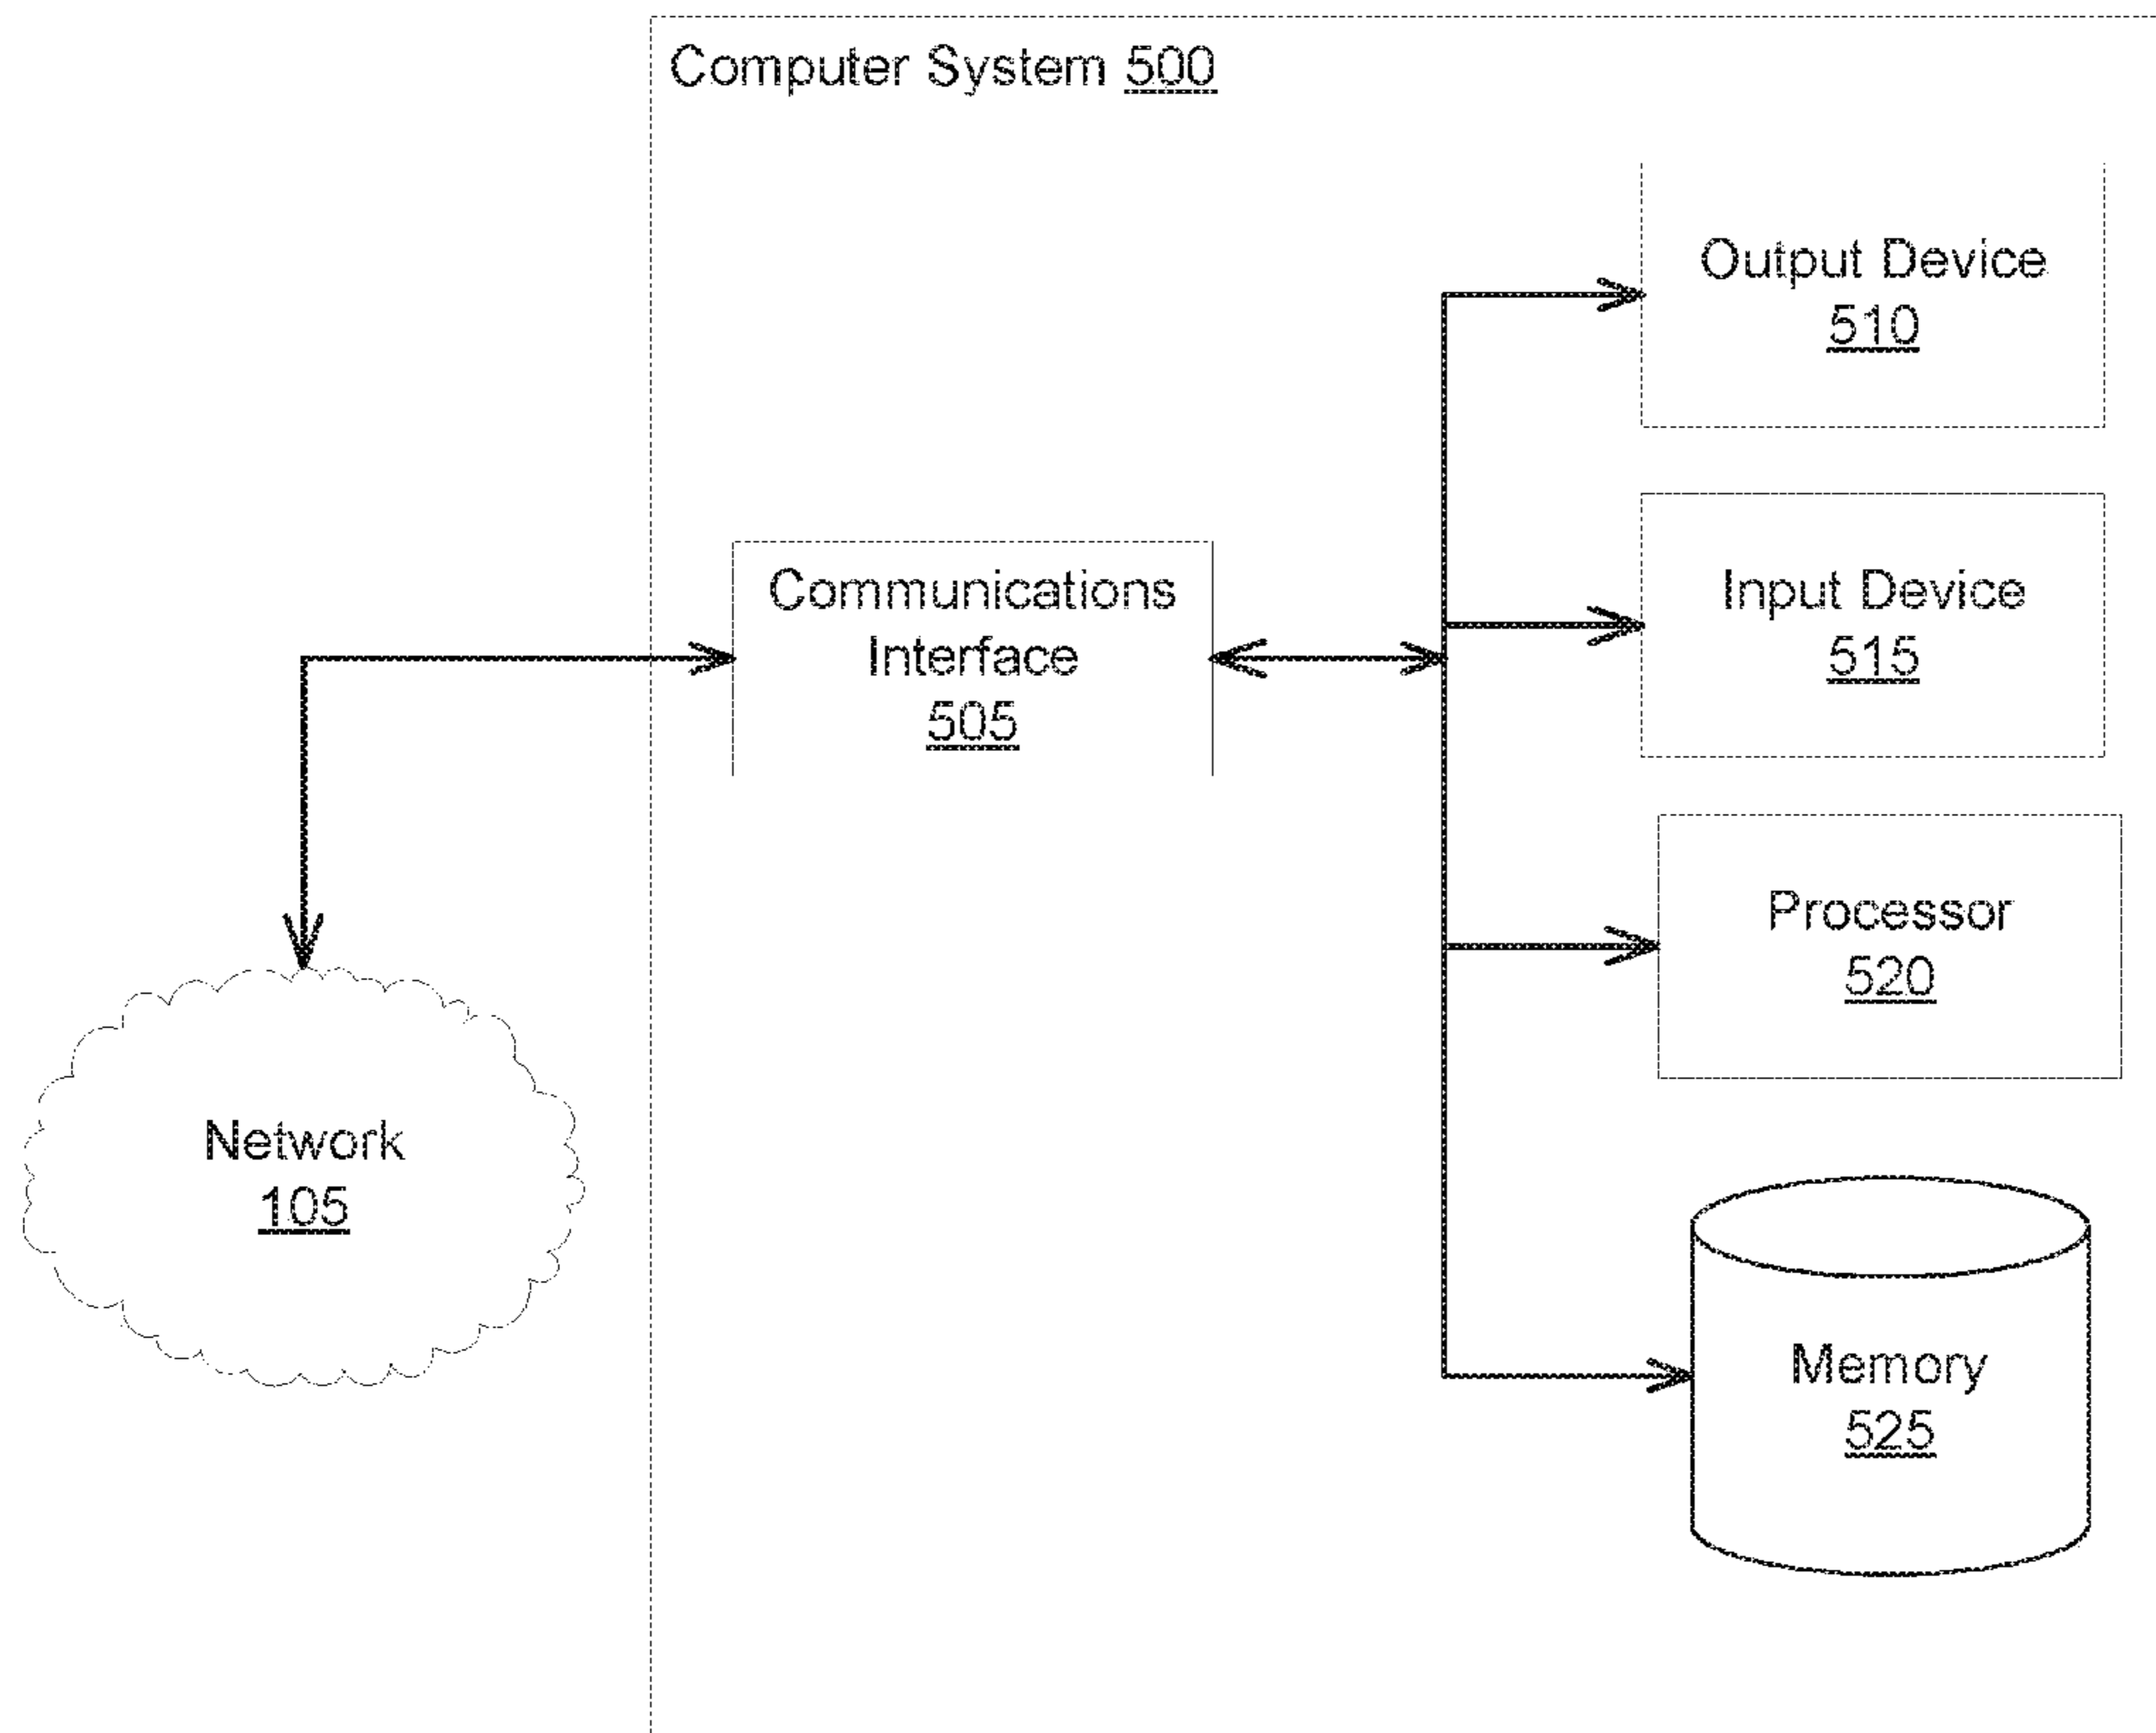 Computer System 500
Output Device
510
Communications
Interface
505
Input Device
515
Processor
520
Network
105
Memory
525